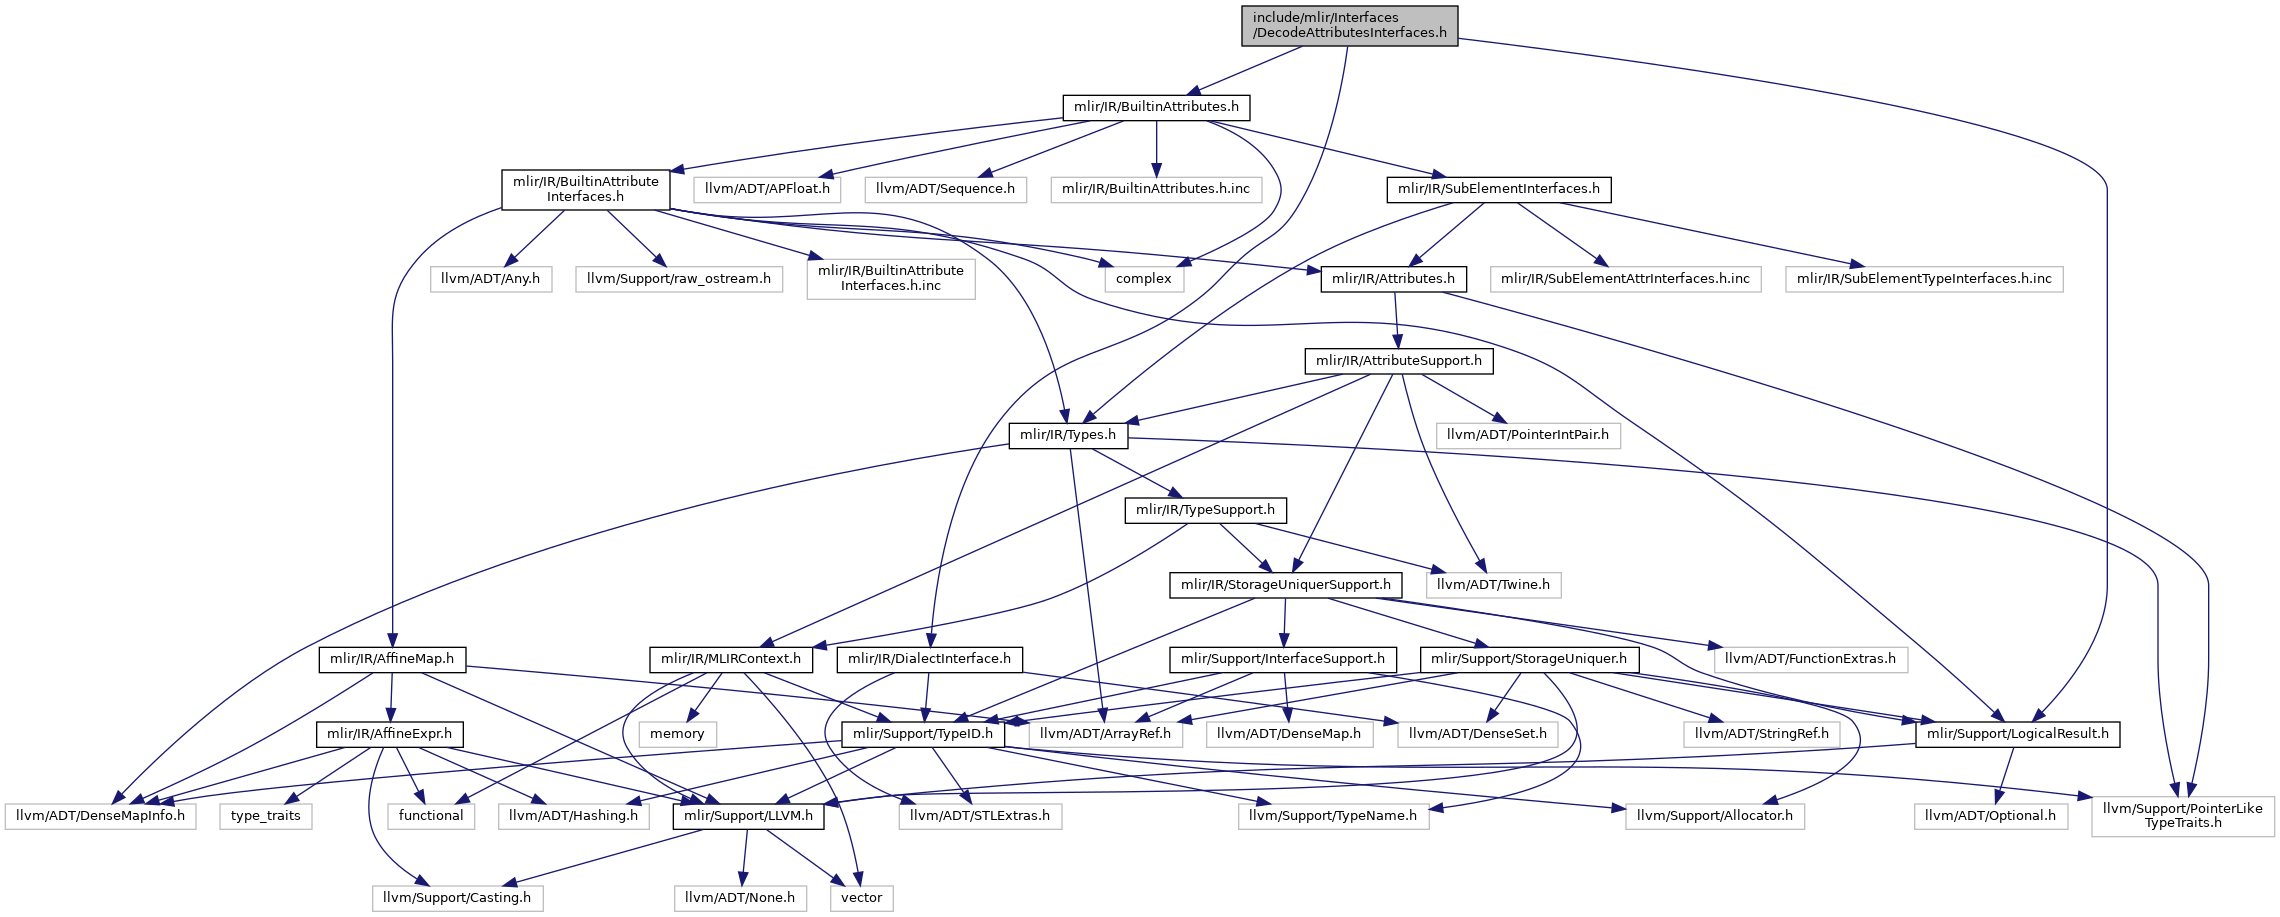 include/mlir/Interfaces
/DecodeAttributesInterfaces.h
mlir/IR/BuiltinAttributes.h
mlir/IR/BuiltinAttribute
Interfaces.h
llvm/ADT/APFloat.h
llvm/ADT/Sequence.h
mlir/IR/BuiltinAttributes.h.inc
mlir/IR/SubElementInterfaces.h
llvm/ADT/Any.h
llvm/Support/raw_ostream.h
mlir/IR/BuiltinAttribute
Interfaces.h.inc
complex
mlir/IR/Attributes.h
mlir/IR/SubElementAttrInterfaces.h.inc
mlir/IR/SubElementTypeInterfaces.h.inc
mlir/IR/AttributeSupport.h
mlir/IR/Types.h
llvm/ADT/PointerIntPair.h
mlir/IR/TypeSupport.h
mlir/IR/StorageUniquerSupport.h
llvm/ADT/Twine.h
mlir/IR/AffineMap.h
mlir/IR/MLIRContext.h
mlir/IR/DialectInterface.h
mlir/Support/InterfaceSupport.h
mlir/Support/StorageUniquer.h
llvm/ADT/FunctionExtras.h
mlir/IR/AffineExpr.h
memory
mlir/Support/TypeID.h
llvm/ADT/ArrayRef.h
llvm/ADT/DenseMap.h
llvm/ADT/DenseSet.h
llvm/ADT/StringRef.h
mlir/Support/LogicalResult.h
llvm/ADT/DenseMapInfo.h
type_traits
functional
llvm/ADT/Hashing.h
mlir/Support/LLVM.h
llvm/ADT/STLExtras.h
llvm/Support/TypeName.h
llvm/Support/Allocator.h
llvm/ADT/Optional.h
llvm/Support/PointerLike
TypeTraits.h
llvm/Support/Casting.h
llvm/ADT/None.h
vector